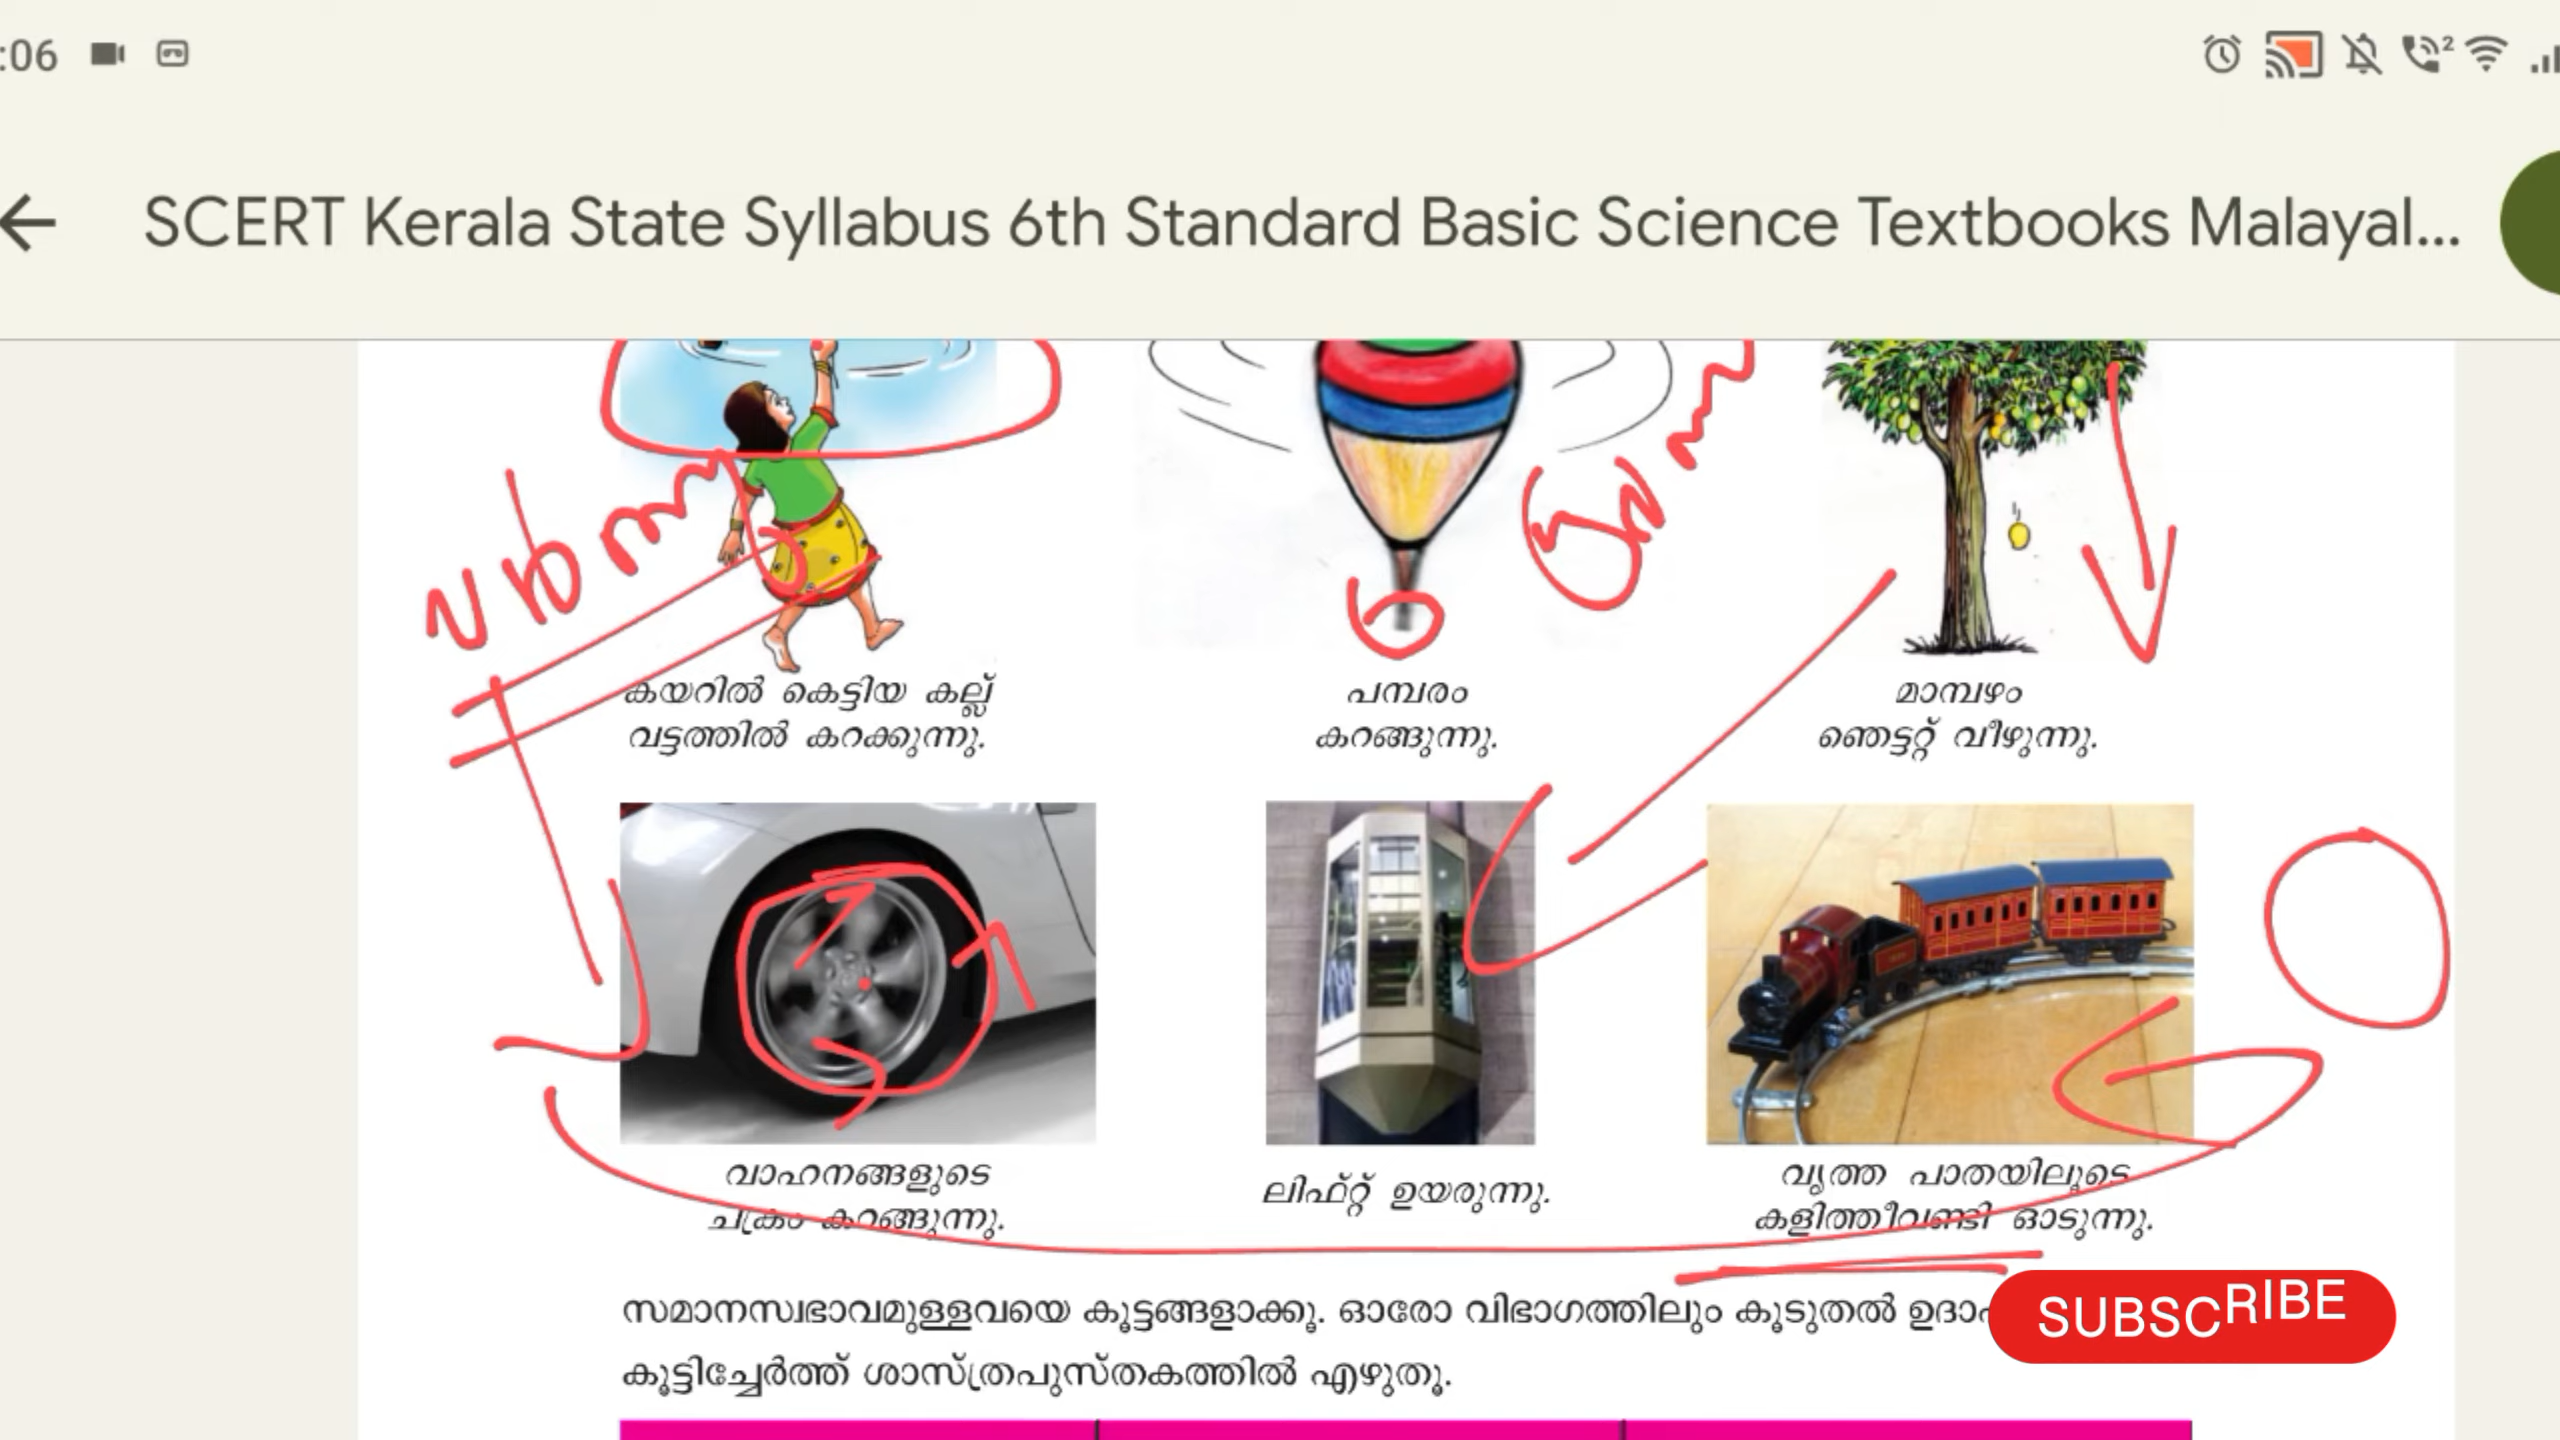 :06
2
SCERT Kerala State Syllabus 6th Standard Basic Science Textbooks Malayal...
കയറിൽ കെട്ടിയ കല്ല്
വട്ടത്തിൽ കറക്കുന്നു.
പമ്പരം
കറങ്ങുന്നു.
മാമ്പഴം
ഞെട്ടറ്റ് വീഴുന്നു.
വാഹനങ്ങളുടെ
ചക്രം കറങ്ങുന്നു.
ലിഫ്റ്റ് ഉയരുന്നു.
വൃത്ത പാതയിലൂടെ
കളിത്തീവണ്ടി ഓടുന്നു.
സമാനസ്വഭാവമുള്ളവയെ കൂട്ടങ്ങളാക്കൂ. ഓരോ വിഭാഗത്തിലും കൂടുതൽ
കൂട്ടിച്ചേർത്ത് ശാസ്ത്രപുസ്തകത്തിൽ എഴുതൂ.
SUBSCRIBE